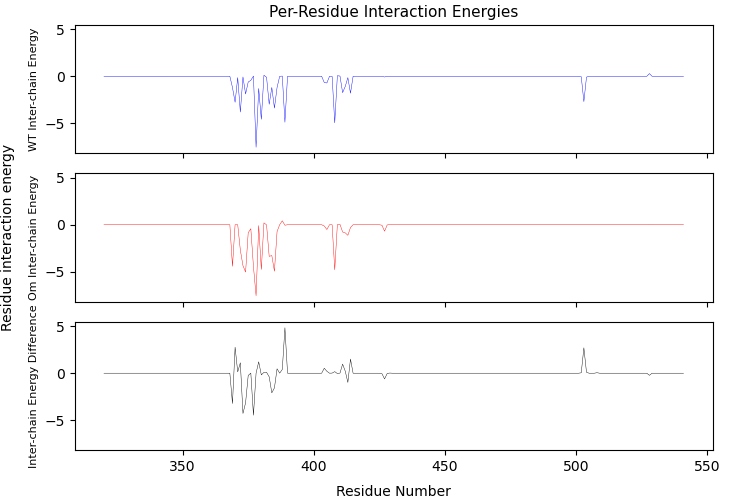 Per-Residue Interaction Energies
Residue interaction energy
WT Inter-chain Energy
5
0
−5
Om Inter-chain Energy
5
0
−5
Inter-chain Energy Difference
5
0
−5
350
400
450
500
550
Residue Number